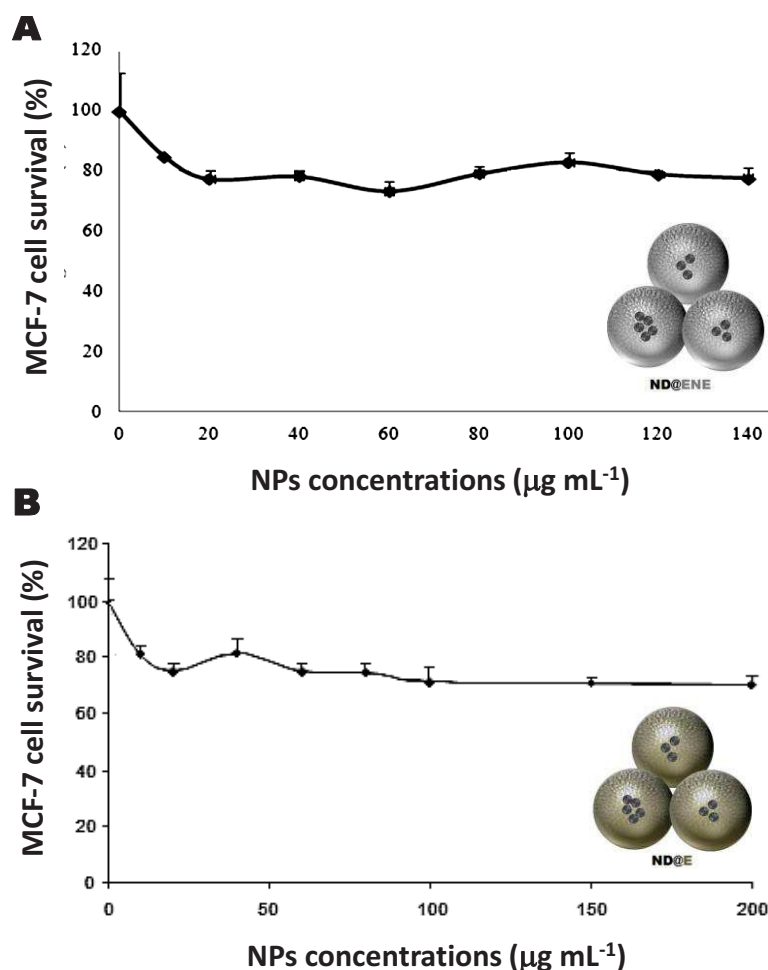 A
120
100
80
60
40
20
0
MCF-7 cell survival (%)
ND@ENE
0 20 40 60 80 100 120 140
NPs concentrations (µg mL⁻¹)
B
120
100
80
60
40
20
0
MCF-7 cell survival (%)
ND@E
0 50 100 150 200
NPs concentrations (µg mL⁻¹)